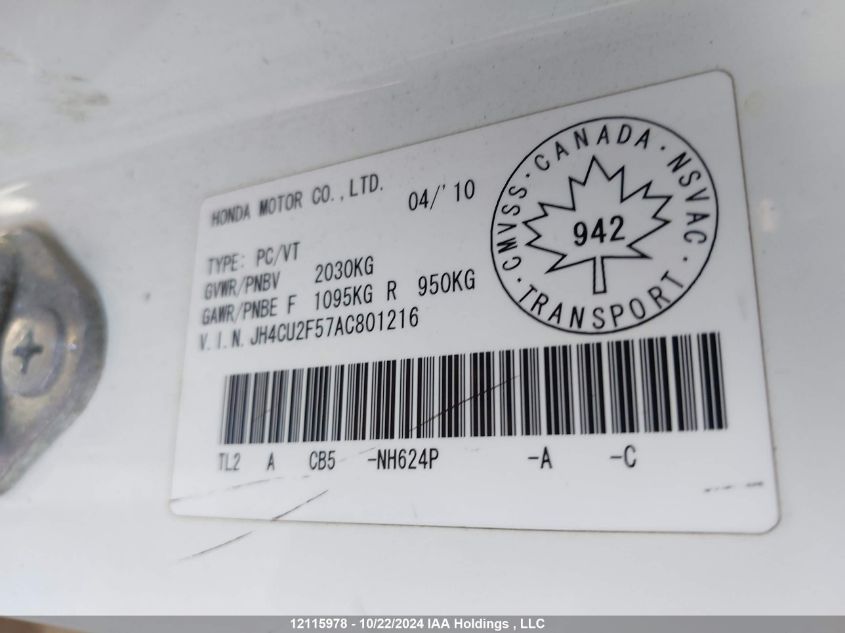 HONDA MOTOR CO.,LTD. 04/'10
TYPE: PC/VT
GVWR/PNBV 2030KG
GAWR/PNBE F 1095KG R 950KG
V.I.N. JH4CU2F57AC801216
CMVSS · CANADA · NSVAC · TRANSPORT ·
942
TL2 A CB5 -NH624P -A -C
12115978 - 10/22/2024 IAA Holdings , LLC